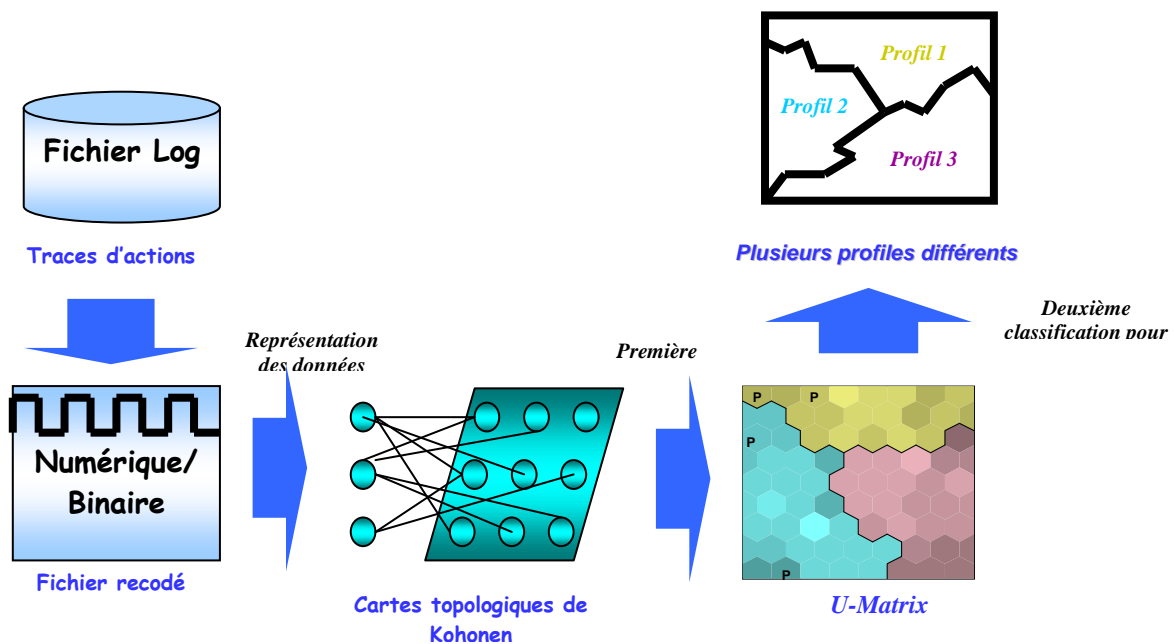 Fichier Log
Traces d'actions
Numérique/
Binaire
Fichier recodé
Représentation
des données
Cartes topologiques de
Kohonen
Première
P
P
P
P
U-Matrix
Deuxième
classification pour
Profil 1
Profil 2
Profil 3
Plusieurs profiles différents